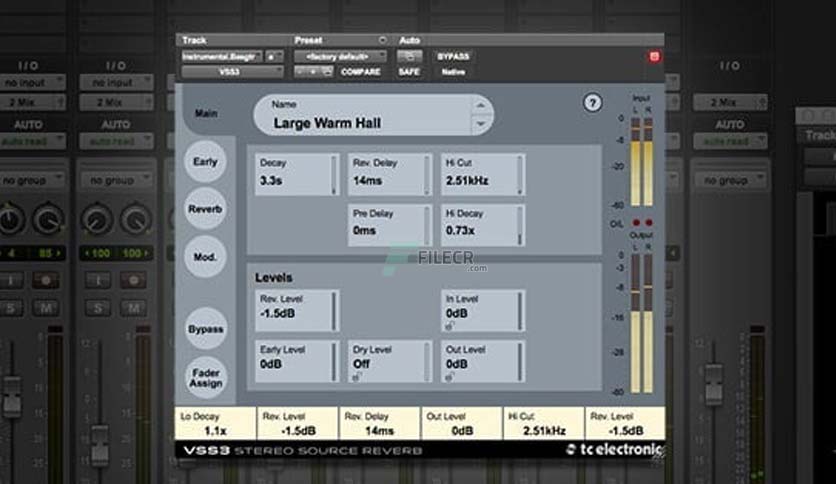 Track
Preset
Auto
Instrumental.Beegtr
a
<factory default>
BYPASS
VSS3
- +
COMPARE
SAFE
Native
I/O
I/O
I/O
no input
no input
2 Mix
2 Mix
2 Mix
AUTO
AUTO
AUTO
auto read
auto read
auto read
no group
no group
no group
4
85
100
100
I
I
S
M
S
M
S
M
Track
Main
Name
Large Warm Hall
?
Early
Reverb
Mod.
Bypass
Fader
Assign
Decay
3.3s
Rev. Delay
14ms
Hi Cut
2.51kHz
Pre Delay
0ms
Hi Decay
0.73x
FILECR
.com
Levels
Rev. Level
-1.5dB
In Level
0dB
Early Level
0dB
Dry Level
Off
Out Level
0dB
Input
L R
0
-6
-20
-60
O/L
Output
L R
0
-3
-8
-16
-28
-60
Lo Decay
1.1x
Rev. Level
-1.5dB
Rev. Delay
14ms
Out Level
0dB
Hi Cut
2.51kHz
Rev. Level
-1.5dB
VSS3 STEREO SOURCE REVERB
tc electronic